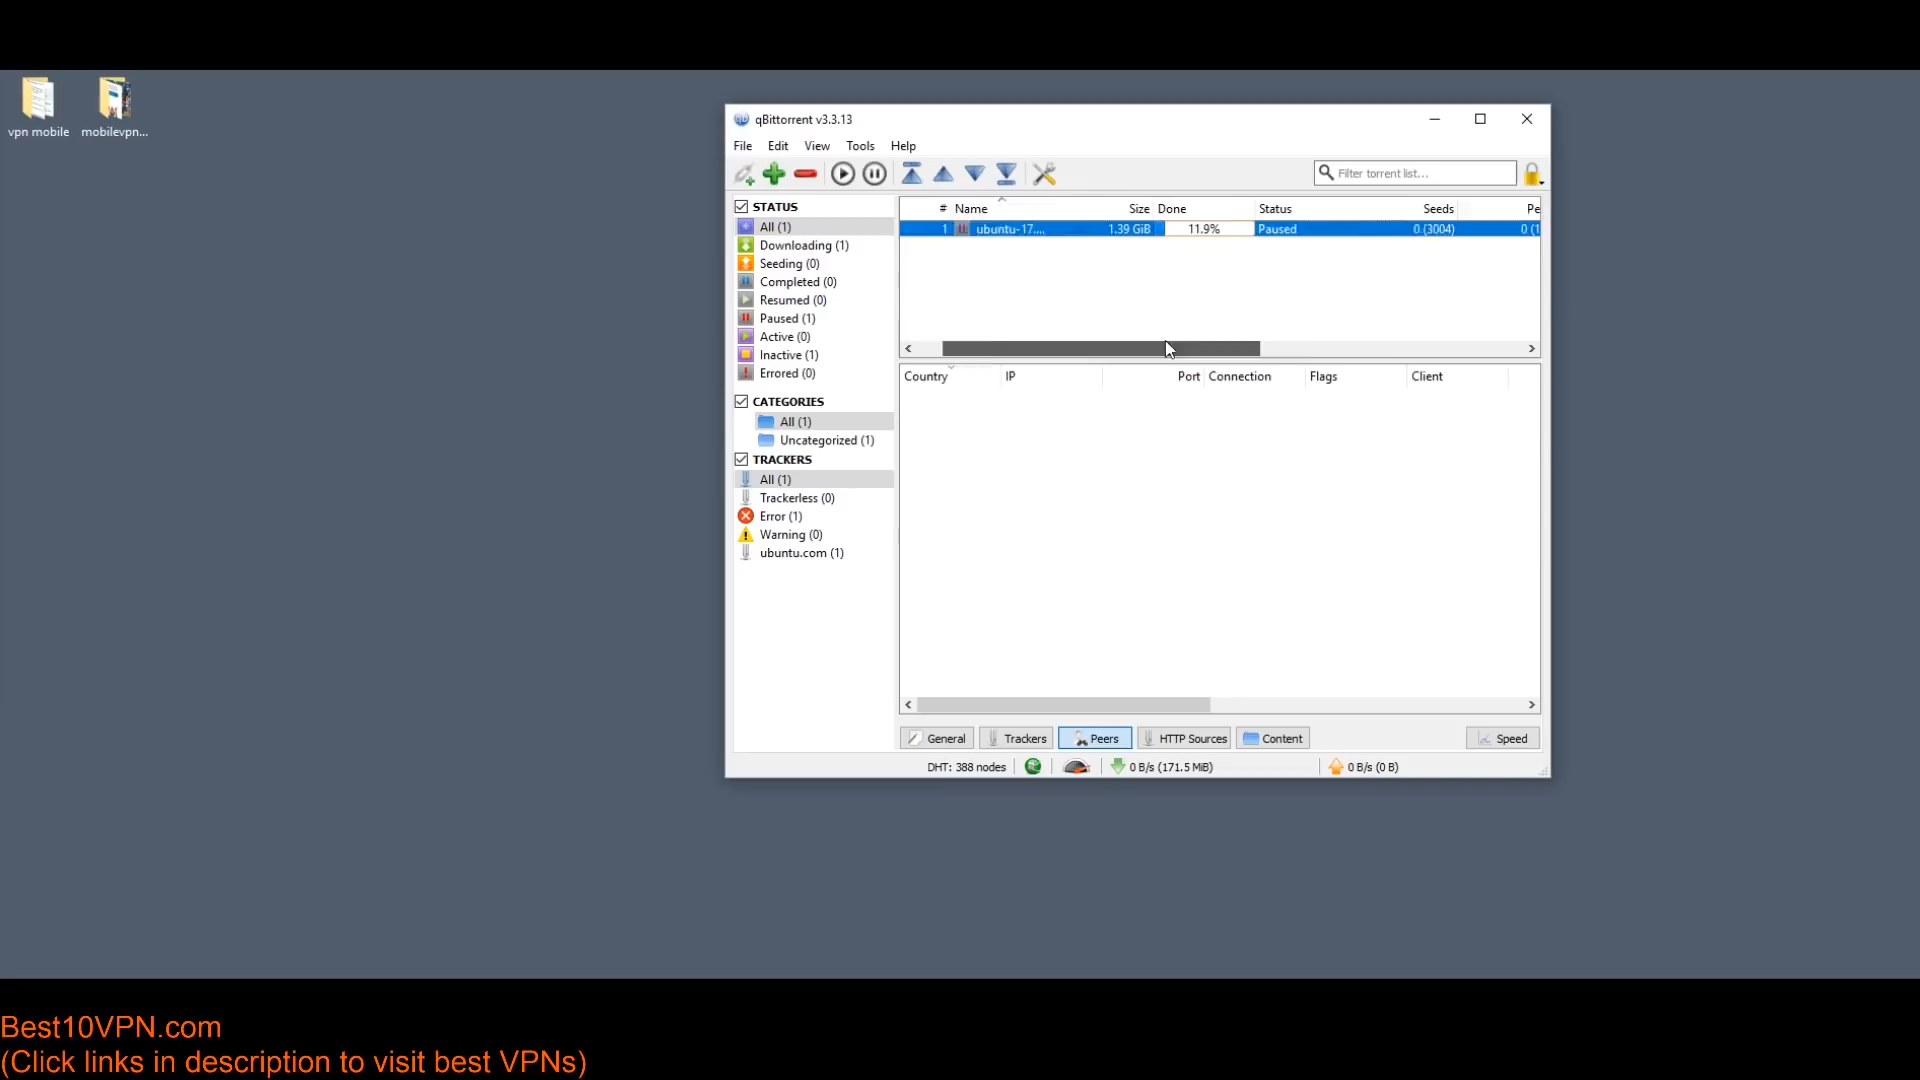 vpn mobile
mobilevpn...
qBittorrent v3.3.13
File Edit View Tools Help
Filter torrent list...
STATUS
All (1)
Downloading (1)
Seeding (0)
Completed (0)
Resumed (0)
Paused (1)
Active (0)
Inactive (1)
Errored (0)
CATEGORIES
All (1)
Uncategorized (1)
TRACKERS
All (1)
Trackerless (0)
Error (1)
Warning (0)
ubuntu.com (1)
# Name Size Done Status Seeds Pe
1 ubuntu-17.... 1.39 GiB 11.9% Paused 0 (3004) 0 (1
Country IP Port Connection Flags Client
General Trackers Peers HTTP Sources Content Speed
DHT: 388 nodes 0 B/s (171.5 MiB) 0 B/s (0 B)
Best10VPN.com
(Click links in description to visit best VPNs)